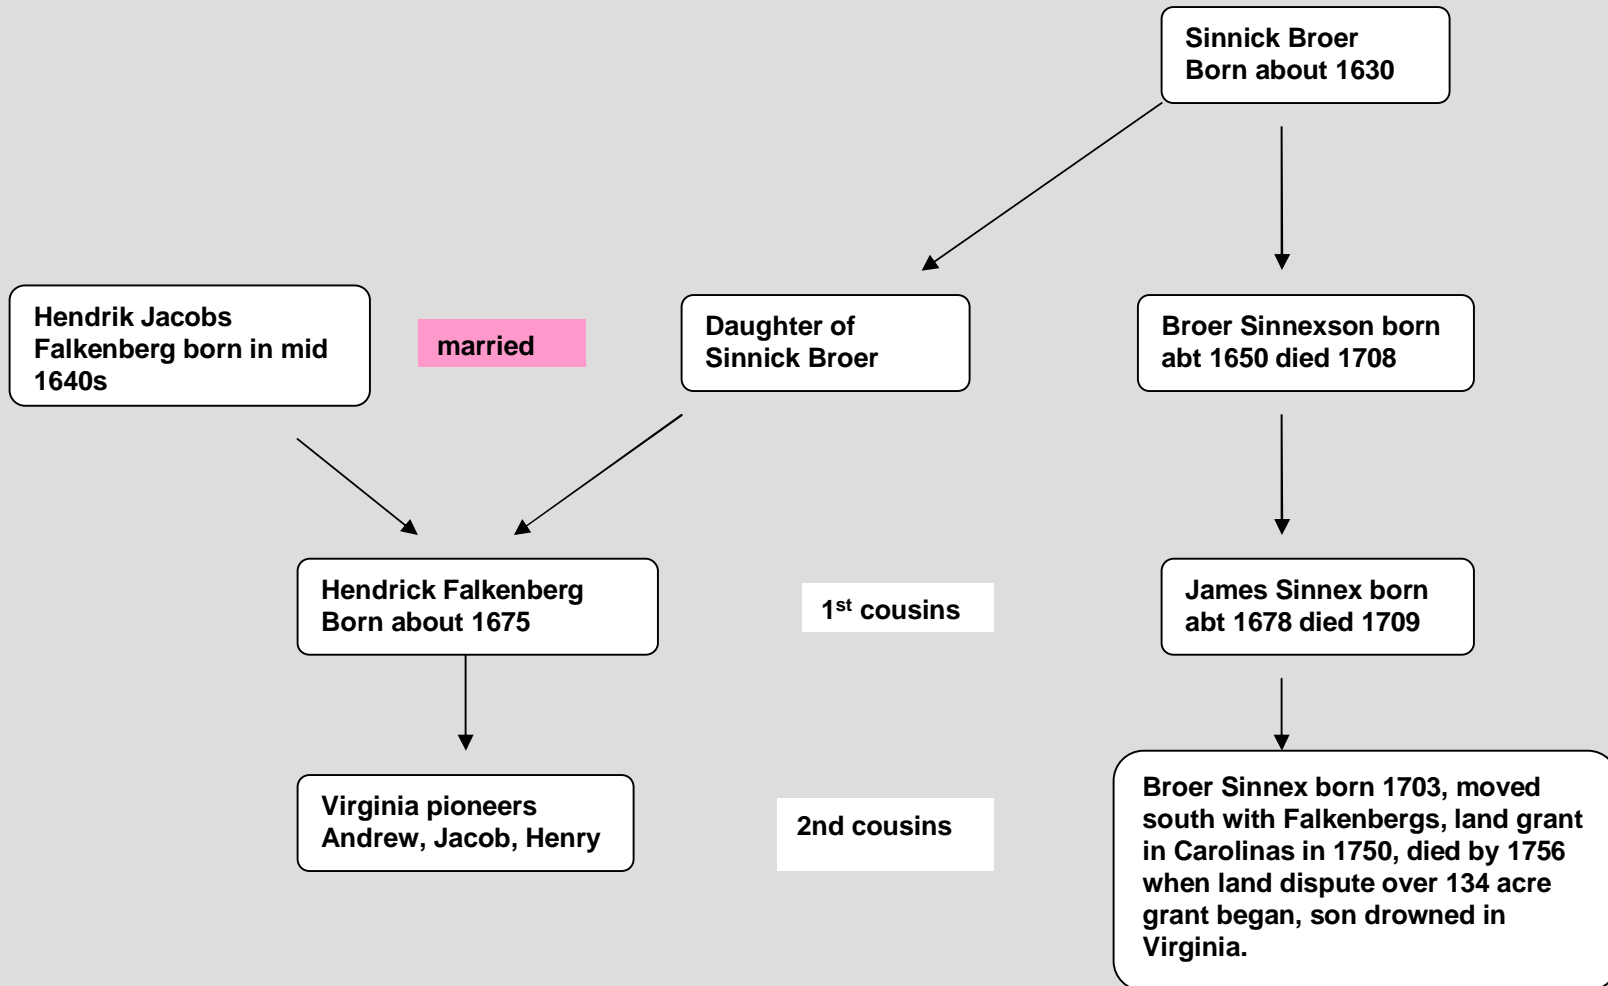 Sinnick Broer
Born about 1630
Hendrik Jacobs
Falkenberg born in mid
1640s
married
Daughter of
Sinnick Broer
Broer Sinnexson born
abt 1650 died 1708
Hendrick Falkenberg
Born about 1675
1st cousins
James Sinnex born
abt 1678 died 1709
Virginia pioneers
Andrew, Jacob, Henry
2nd cousins
Broer Sinnex born 1703, moved
south with Falkenbergs, land grant
in Carolinas in 1750, died by 1756
when land dispute over 134 acre
grant began, son drowned in
Virginia.